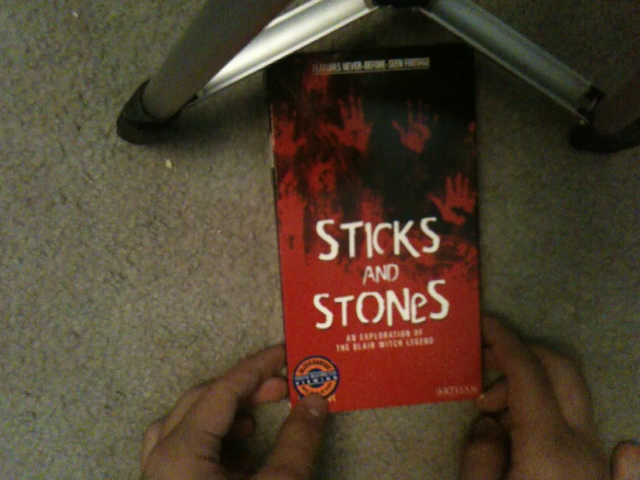 FEATURES NEVER-BEFORE-SEEN FOOTAGE
STICKS
AND
STONeS
AN EXPLORATION OF
THE BLAIR WITCH LEGEND
ARTISAN